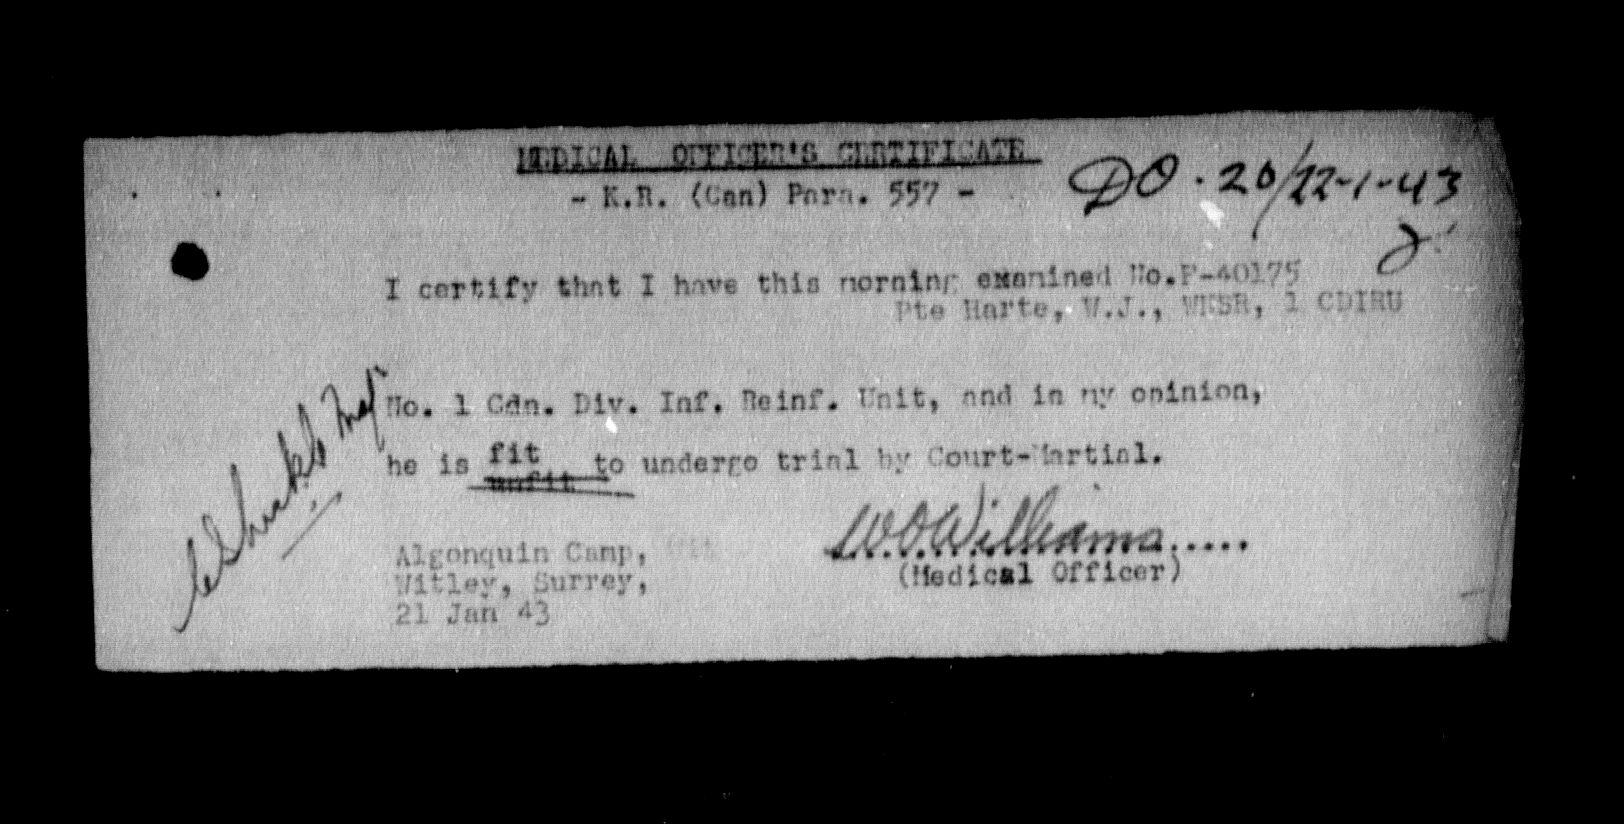 MEDICAL OFFICER'S CERTIFICATE
- K.R. (Can) Para. 557 -
DO. 20/22-1-43
I certify that I have this morning examined No.F-40175
Pte Harte, W.J., WNSR, 1 CDIRU
No. 1 Cdn. Div. Inf. Reinf. Unit, and in my opinion,
he is fit
unfit to undergo trial by Court-Martial.
W.O. Williams.....
(Medical Officer)
Algonquin Camp,
Witley, Surrey,
21 Jan 43